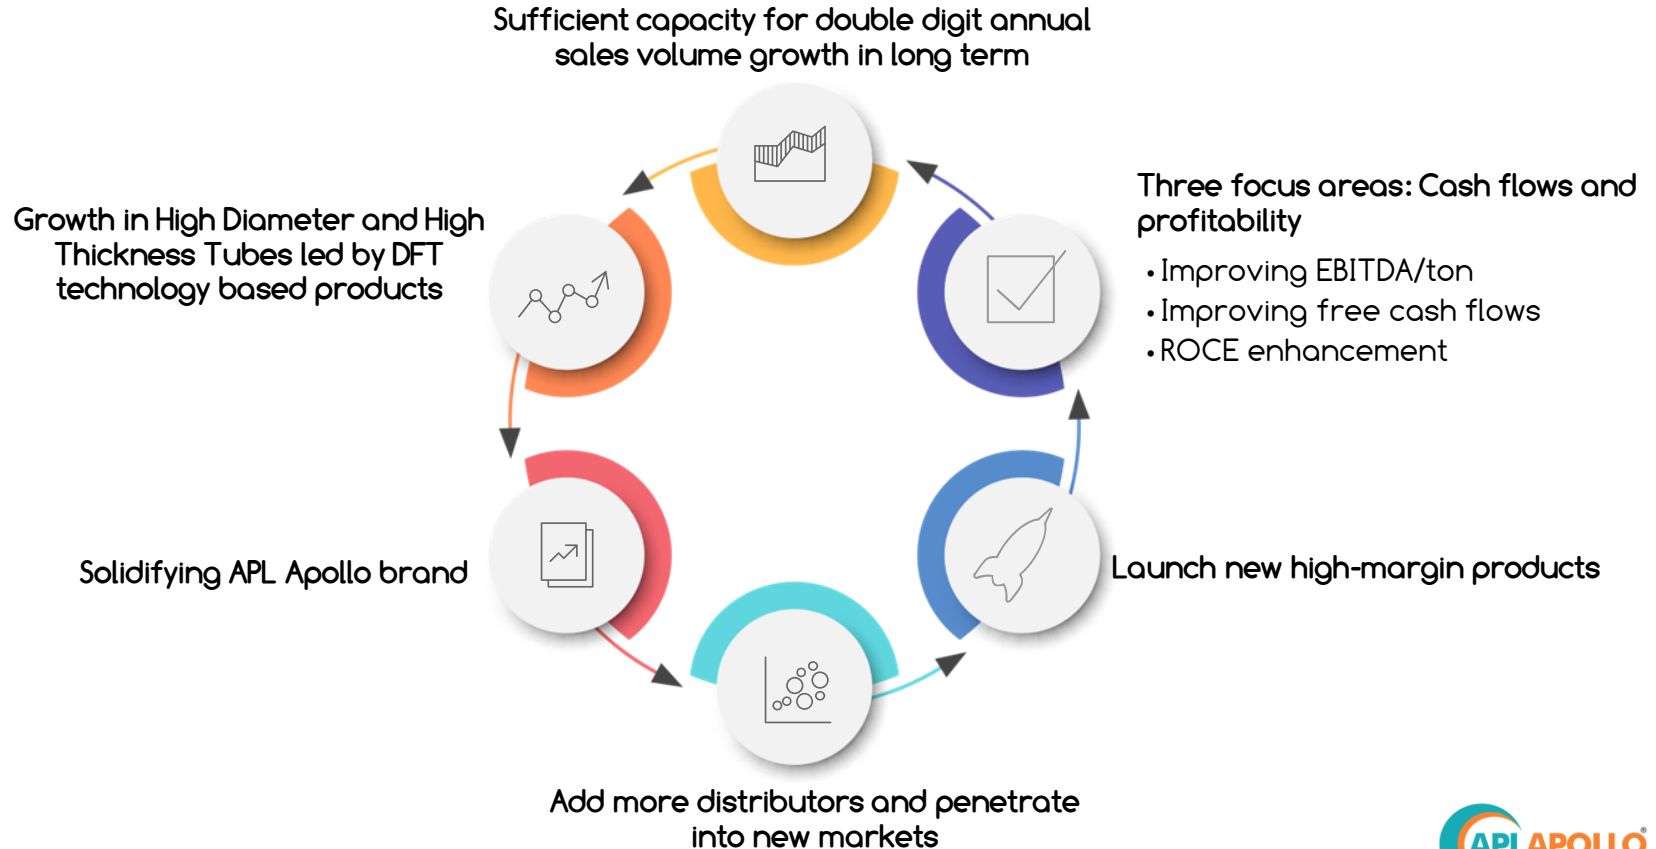 Sufficient capacity for double digit annual
sales volume growth in long term
Growth in High Diameter and High
Thickness Tubes led by DFT
technology based products
Three focus areas: Cash flows and
profitability
• Improving EBITDA/ton
• Improving free cash flows
• ROCE enhancement
Solidifying APL Apollo brand
Launch new high-margin products
Add more distributors and penetrate
into new markets
APL APOLLO®